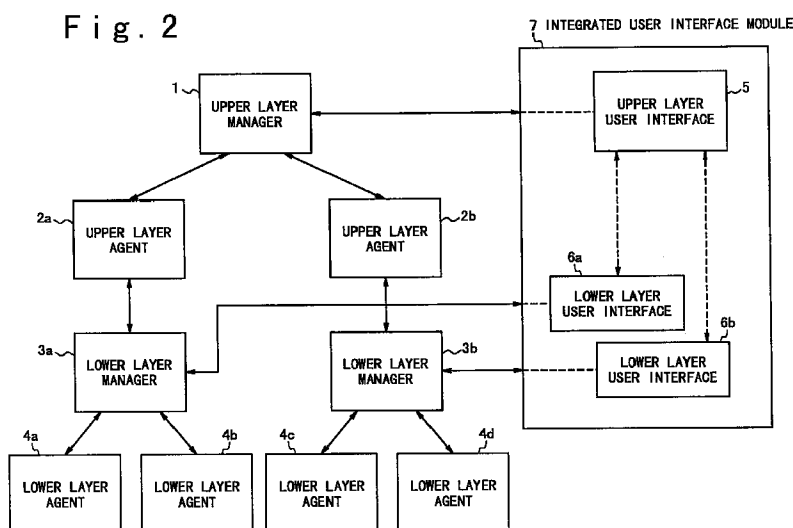 Fig. 2
7 INTEGRATED USER INTERFACE MODULE
1
UPPER LAYER
MANAGER
5
UPPER LAYER
USER INTERFACE
2a
UPPER LAYER
AGENT
2b
UPPER LAYER
AGENT
6a
LOWER LAYER
USER INTERFACE
6b
LOWER LAYER
USER INTERFACE
3a
LOWER LAYER
MANAGER
3b
LOWER LAYER
MANAGER
4a
LOWER LAYER
AGENT
4b
LOWER LAYER
AGENT
4c
LOWER LAYER
AGENT
4d
LOWER LAYER
AGENT